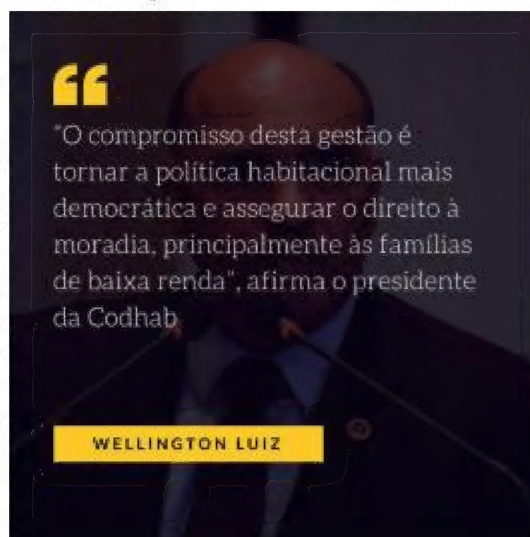 “
"O compromisso desta gestão é
tornar a política habitacional mais
democrática e assegurar o direito à
moradia, principalmente às famílias
de baixa renda", afirma o presidente
da Codhab
WELLINGTON LUIZ